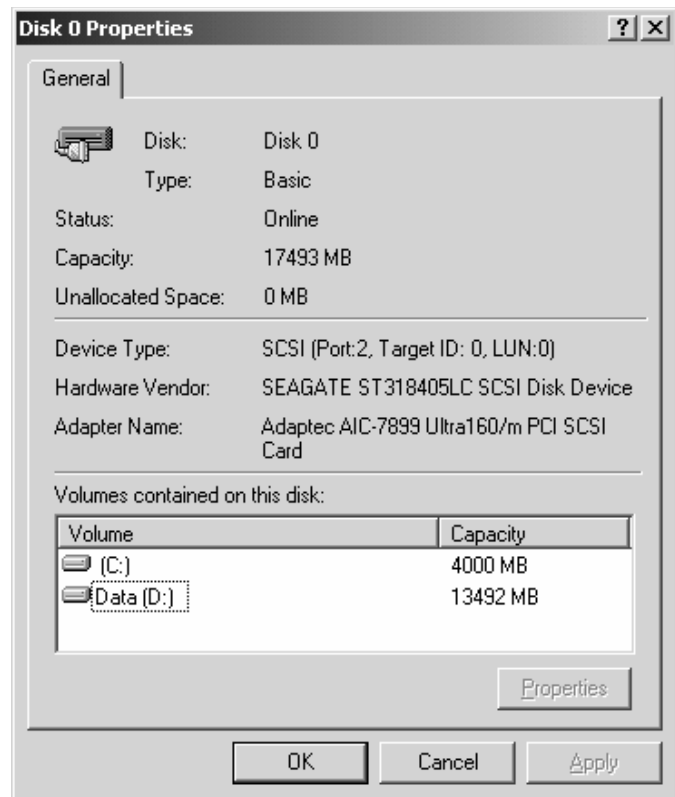 Disk 0 Properties
? X
General
Disk: Disk 0
Type: Basic
Status: Online
Capacity: 17493 MB
Unallocated Space: 0 MB
Device Type: SCSI (Port:2, Target ID: 0, LUN:0)
Hardware Vendor: SEAGATE ST318405LC SCSI Disk Device
Adapter Name: Adaptec AIC-7899 Ultra160/m PCI SCSI
Card
Volumes contained on this disk:
Volume Capacity
(C:) 4000 MB
Data (D:) 13492 MB
Properties
OK Cancel Apply